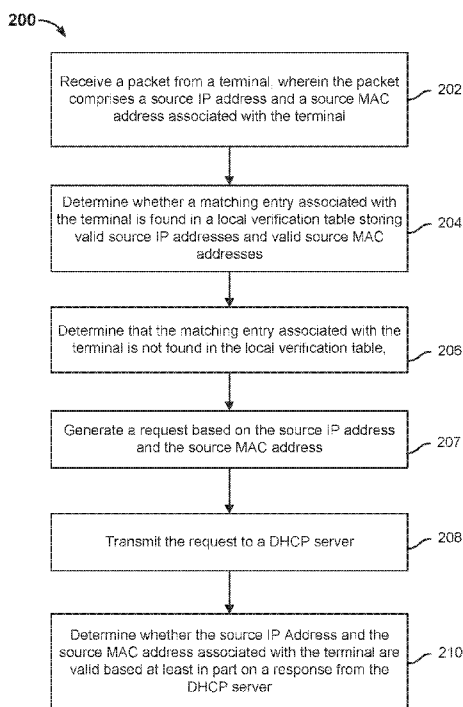 200
Receive a packet from a terminal, wherein the packet
comprises a source IP address and a source MAC
address associated with the terminal
202
Determine whether a matching entry associated with
the terminal is found in a local verification table storing
valid source IP addresses and valid source MAC
addresses
204
Determine that the matching entry associated with the
terminal is not found in the local verification table,
206
Generate a request based on the source IP address
and the source MAC address
207
Transmit the request to a DHCP server
208
Determine whether the source IP Address and the
source MAC address associated with the terminal are
valid based at least in part on a response from the
DHCP server
210